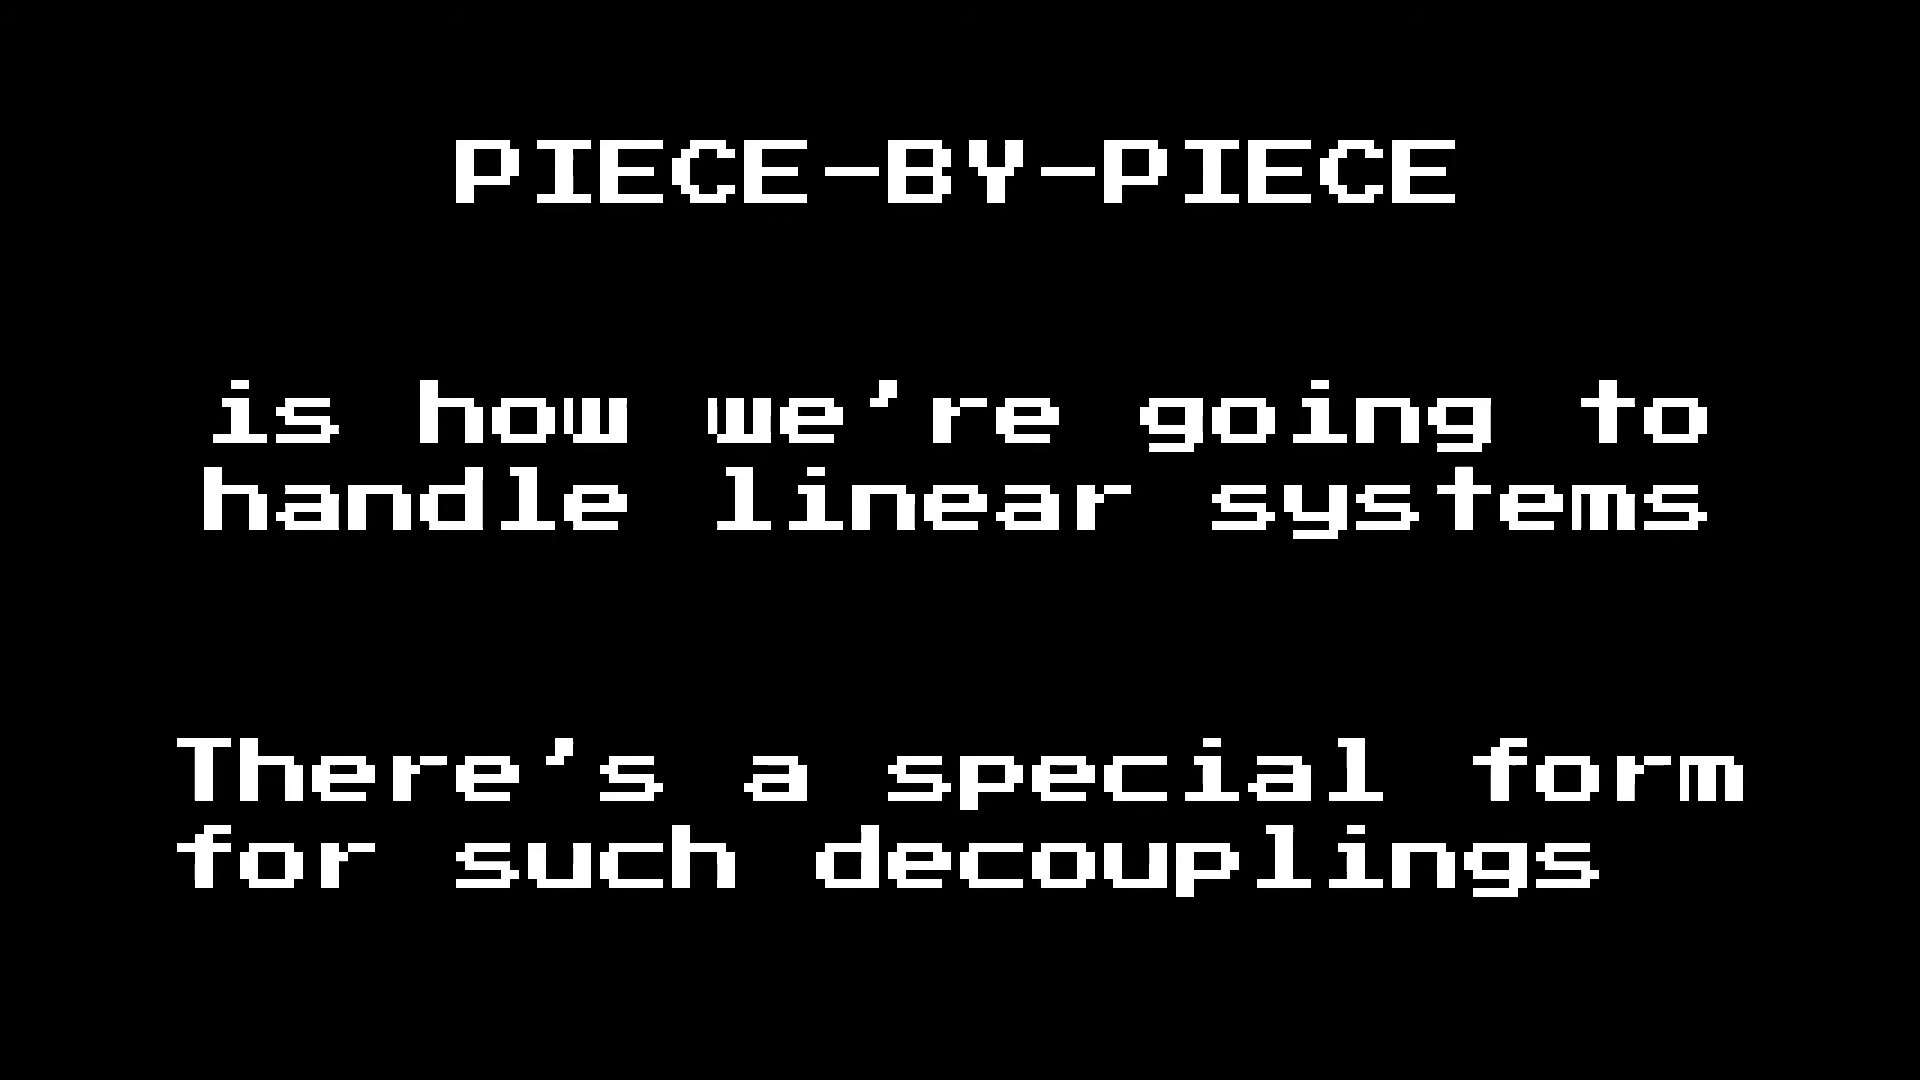 PIECE-BY-PIECE
is how we're going to
handle linear systems
There's a special form
for such decouplings